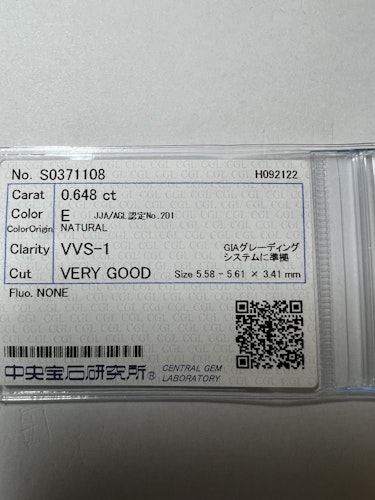 No. S0371108 H092122
Carat 0.648 ct
Color E JJA/AGL認定No.201
ColorOrigin NATURAL
Clarity VVS-1 GIAグレーディング
システムに準拠
Cut VERY GOOD Size 5.58 - 5.61 × 3.41 mm
Fluo. NONE
中央宝石研究所® CENTRAL GEM
LABORATORY